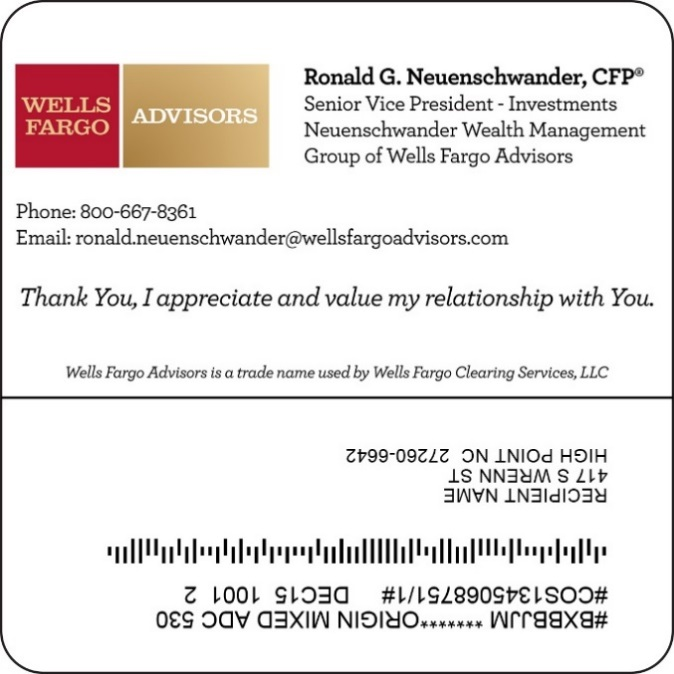 WELLS
FARGO
ADVISORS
Ronald G. Neuenschwander, CFP®
Senior Vice President - Investments
Neuenschwander Wealth Management
Group of Wells Fargo Advisors
Phone: 800-667-8361
Email: ronald.neuenschwander@wellsfargoadvisors.com
Thank You, I appreciate and value my relationship with You.
Wells Fargo Advisors is a trade name used by Wells Fargo Clearing Services, LLC
#BXBBJJM *******ORIGIN MIXED ADC 530
#COS1345068751/1# DEC15 1001 2
RECIPIENT NAME
417 S WRENN ST
HIGH POINT NC 27260-6642